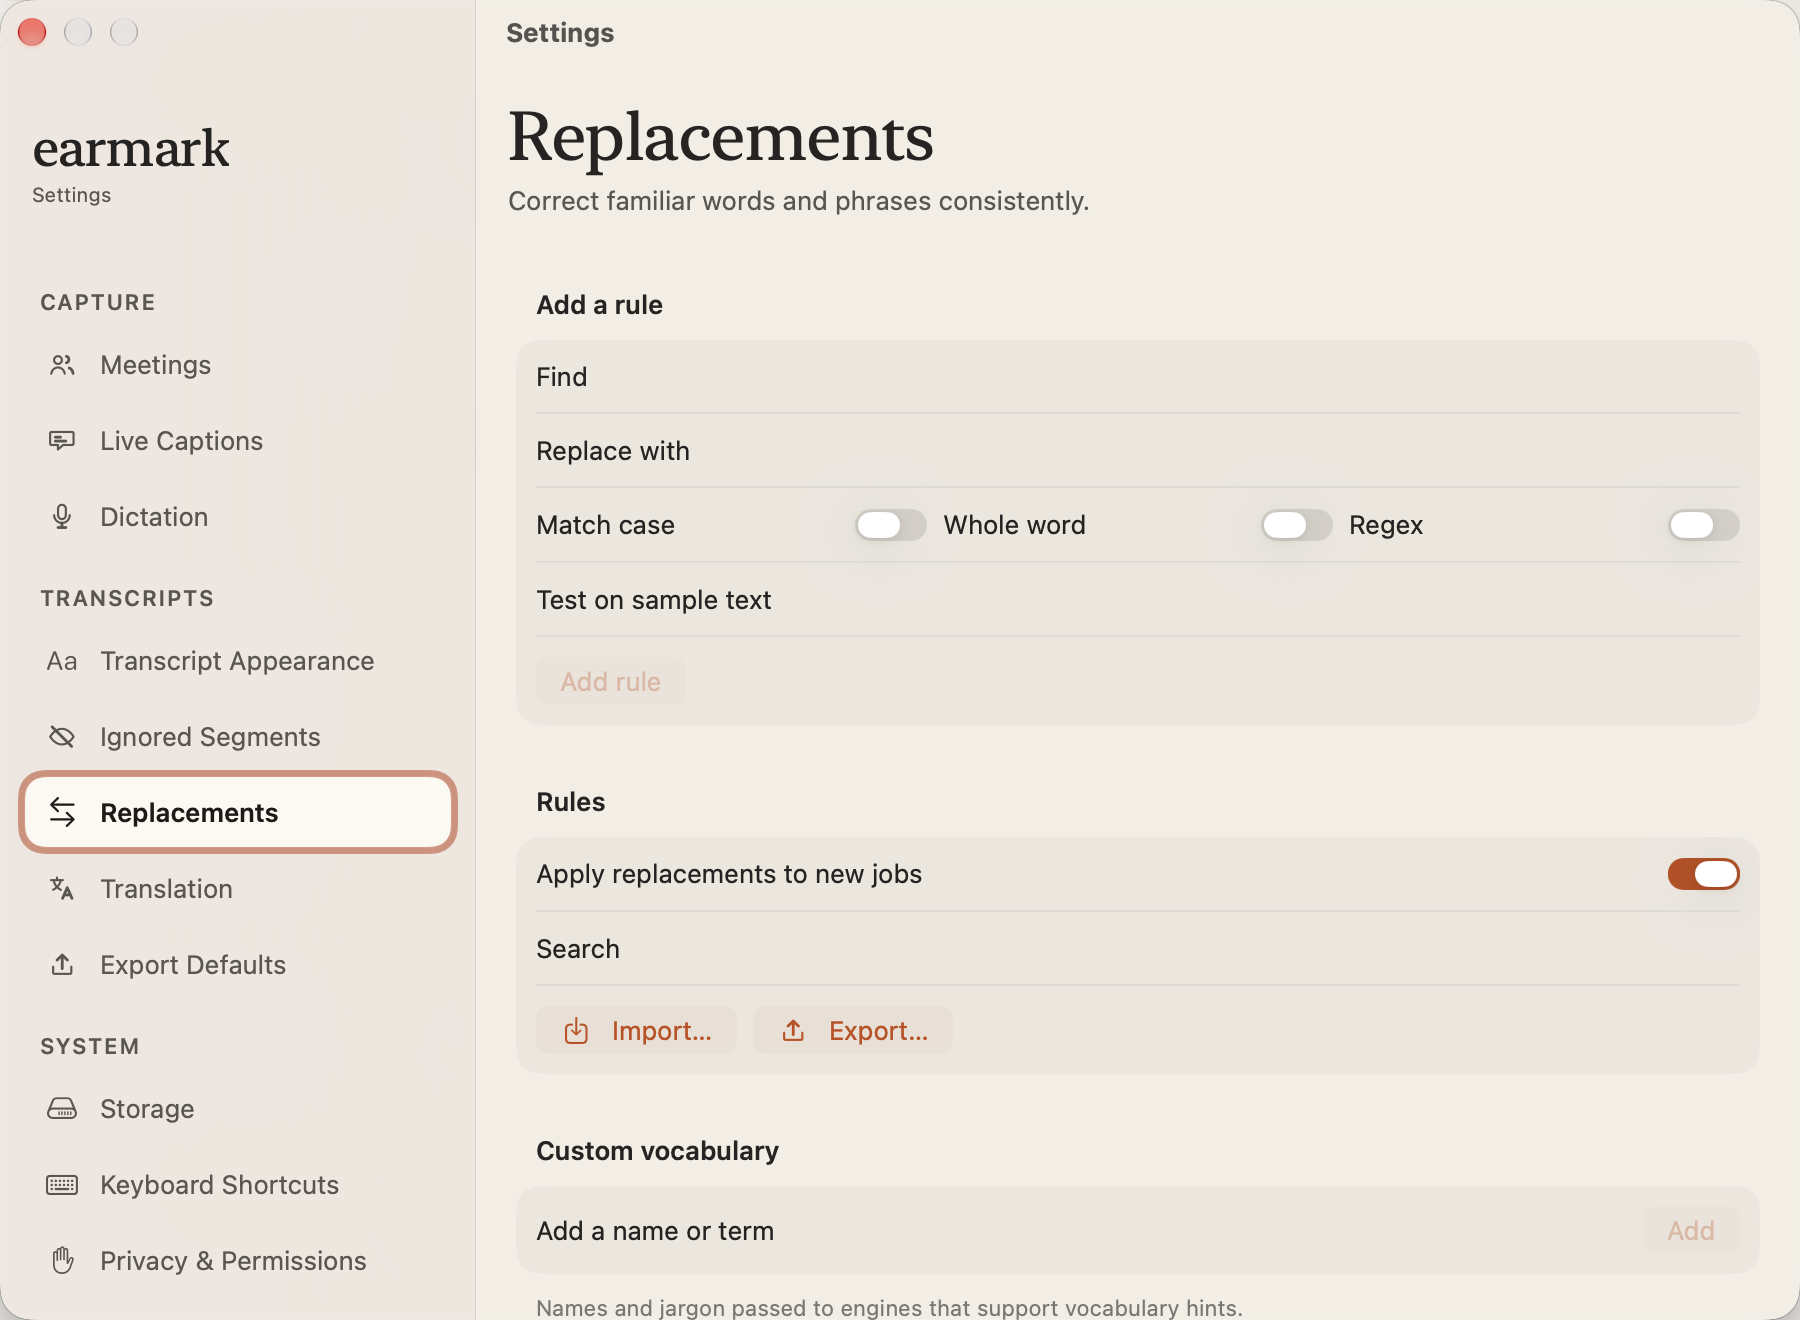 Settings
earmark
Settings
CAPTURE
Meetings
Live Captions
Dictation
TRANSCRIPTS
Aa Transcript Appearance
Ignored Segments
Replacements
Translation
Export Defaults
SYSTEM
Storage
Keyboard Shortcuts
Privacy & Permissions
Replacements
Correct familiar words and phrases consistently.
Add a rule
Find
Replace with
Match case Whole word Regex
Test on sample text
Add rule
Rules
Apply replacements to new jobs
Search
Import... Export...
Custom vocabulary
Add a name or term Add
Names and jargon passed to engines that support vocabulary hints.